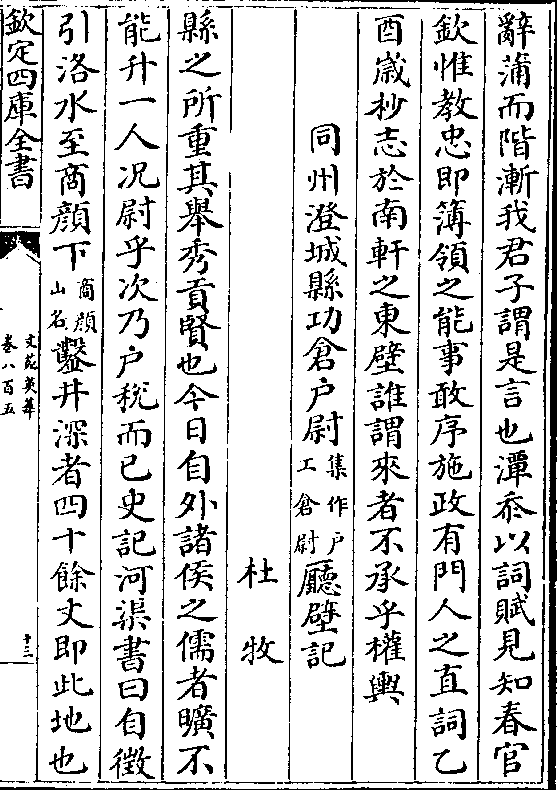 辭蒲而階漸我君子謂是言也潭忝以詞賦見知春官
欽惟教忠即簿領之能事敢序施政有門人之直詞乙
酉歲杪志於南軒之東壁誰謂來者不承乎權輿
同州澄城縣功倉户尉集作户工倉尉廳壁記
杜牧
縣之所重其舉秀貢賢也今日自外諸侯之儒者曠不
能升一人况尉乎次乃户税而已史記河渠書曰自徴
引洛水至商顔下商顔山名鑿井深者四十餘丈即此地也
欽定四庫全書
文苑英華
卷八百五
十三